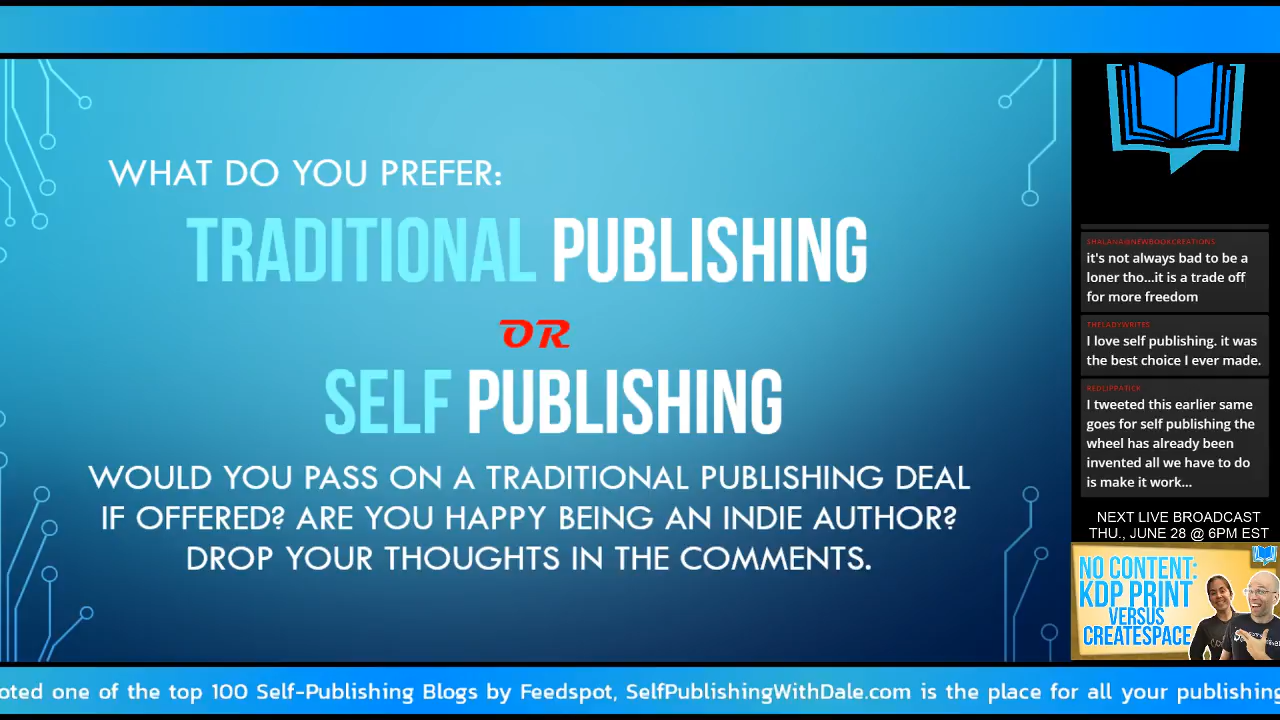 WHAT DO YOU PREFER:
TRADITIONAL PUBLISHING
OR
SELF PUBLISHING
WOULD YOU PASS ON A TRADITIONAL PUBLISHING DEAL
IF OFFERED? ARE YOU HAPPY BEING AN INDIE AUTHOR?
DROP YOUR THOUGHTS IN THE COMMENTS.
SHALANA@NEWBOOKCREATIONS
it's not always bad to be a
loner tho...it is a trade off
for more freedom
THELADYWRITES
I love self publishing. it was
the best choice I ever made.
REDLIPPATICK
I tweeted this earlier same
goes for self publishing the
wheel has already been
invented all we have to do
is make it work...
NEXT LIVE BROADCAST
THU., JUNE 28 @ 6PM EST
NO CONTENT:
KDP PRINT
VERSUS
CREATESPACE
oted one of the top 100 Self-Publishing Blogs by Feedspot, SelfPublishingWithDale.com is the place for all your publishing